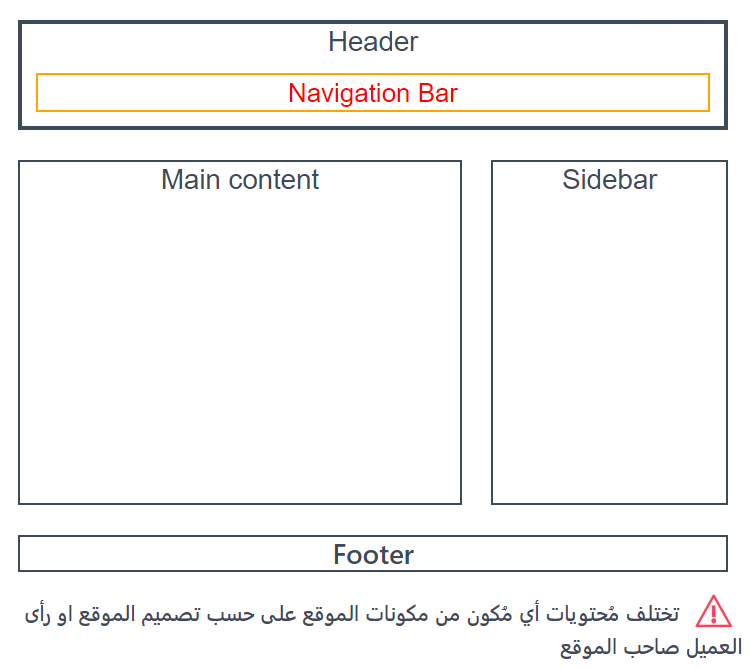 Header
Navigation Bar
Main content
Sidebar
Footer
تختلف مُحتويات أي مُكون من مكونات الموقع على حسب تصميم الموقع او رأى
العميل صاحب الموقع